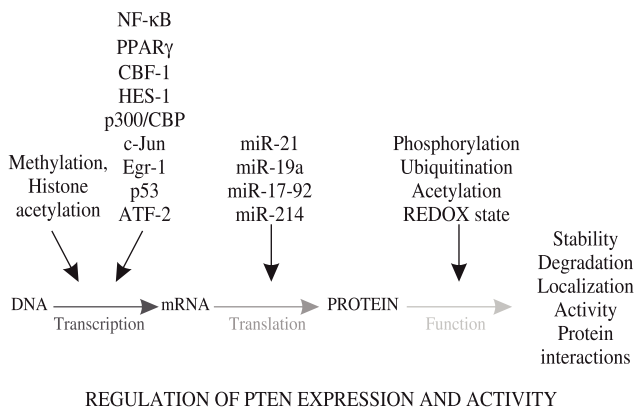 NF-κB
PPARγ
CBF-1
HES-1
p300/CBP
c-Jun
Egr-1
p53
ATF-2
Methylation,
Histone
acetylation
miR-21
miR-19a
miR-17-92
miR-214
Phosphorylation
Ubiquitination
Acetylation
REDOX state
DNA
Transcription
mRNA
Translation
PROTEIN
Function
Stability
Degradation
Localization
Activity
Protein
interactions
REGULATION OF PTEN EXPRESSION AND ACTIVITY